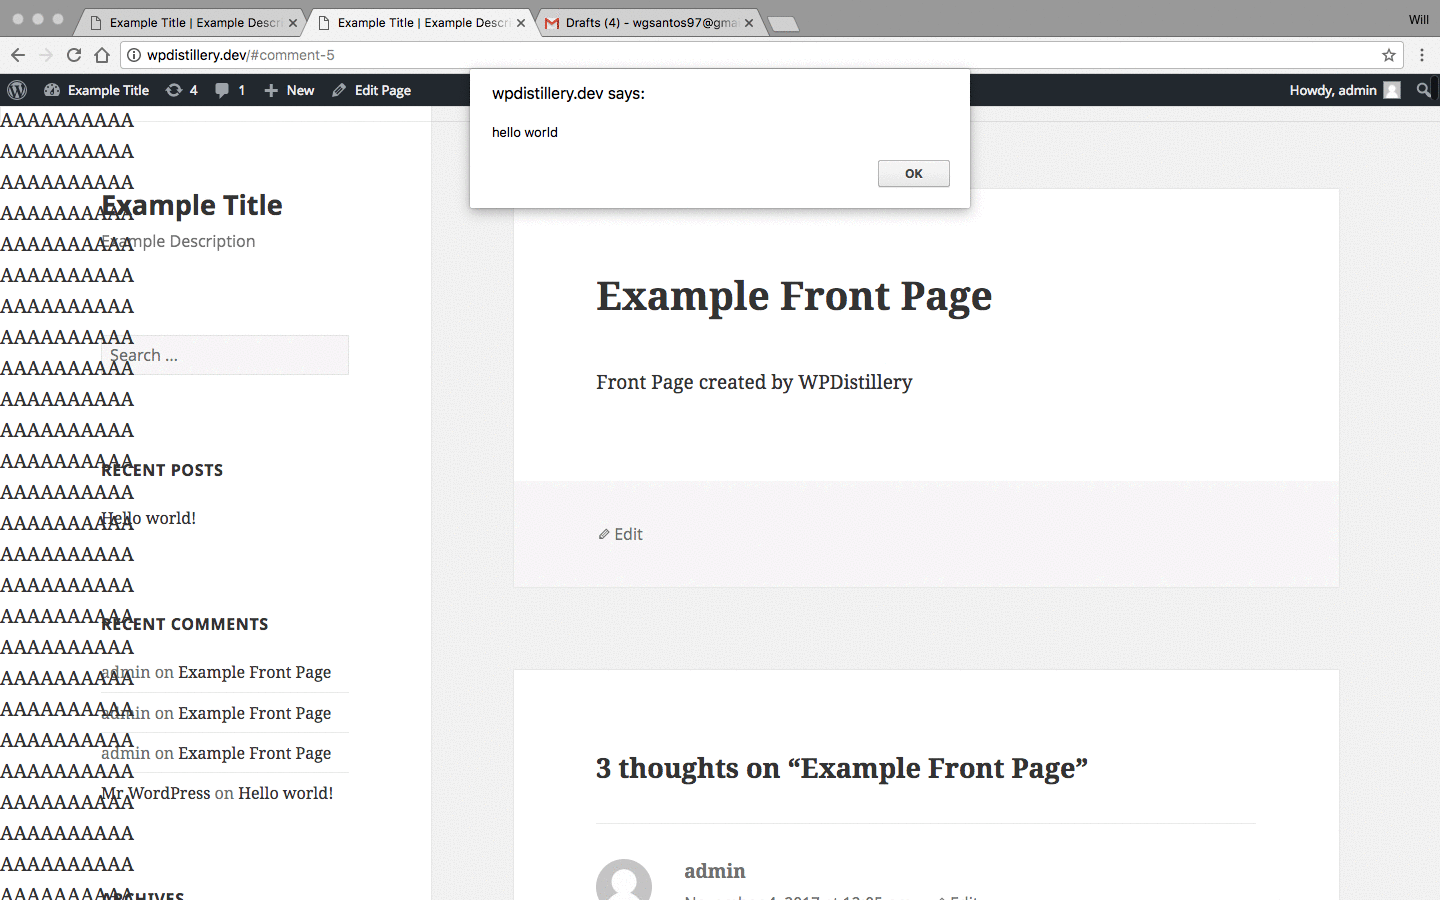 Example Title | Example Descri
Example Title | Example Descri
Drafts (4) - wgsantos97@gma
Will
wpdistillery.dev/#comment-5
Example Title
4
1
New
Edit Page
Howdy, admin
wpdistillery.dev says:
hello world
OK
AAAAAAAAAA
AAAAAAAAAA
AAAAAAAAAA
Example Title
AAAAAAAAAA
Example Description
AAAAAAAAAA
AAAAAAAAAA
AAAAAAAAAA
AAAAAAAAAA
Search ...
AAAAAAAAAA
AAAAAAAAAA
AAAAAAAAAA
AAAAAAAAAA
RECENT POSTS
AAAAAAAAAA
Hello world!
AAAAAAAAAA
AAAAAAAAAA
AAAAAAAAAA
AAAAAAAAAA
RECENT COMMENTS
AAAAAAAAAA
admin on Example Front Page
AAAAAAAAAA
AAAAAAAAAA
admin on Example Front Page
AAAAAAAAAA
admin on Example Front Page
AAAAAAAAAA
Mr WordPress on Hello world!
AAAAAAAAAA
AAAAAAAAAA
AAAAAAAAAA
AAAAAAAAAA
ARCHIVES
Example Front Page
Front Page created by WPDistillery
Edit
3 thoughts on “Example Front Page”
admin
Edit